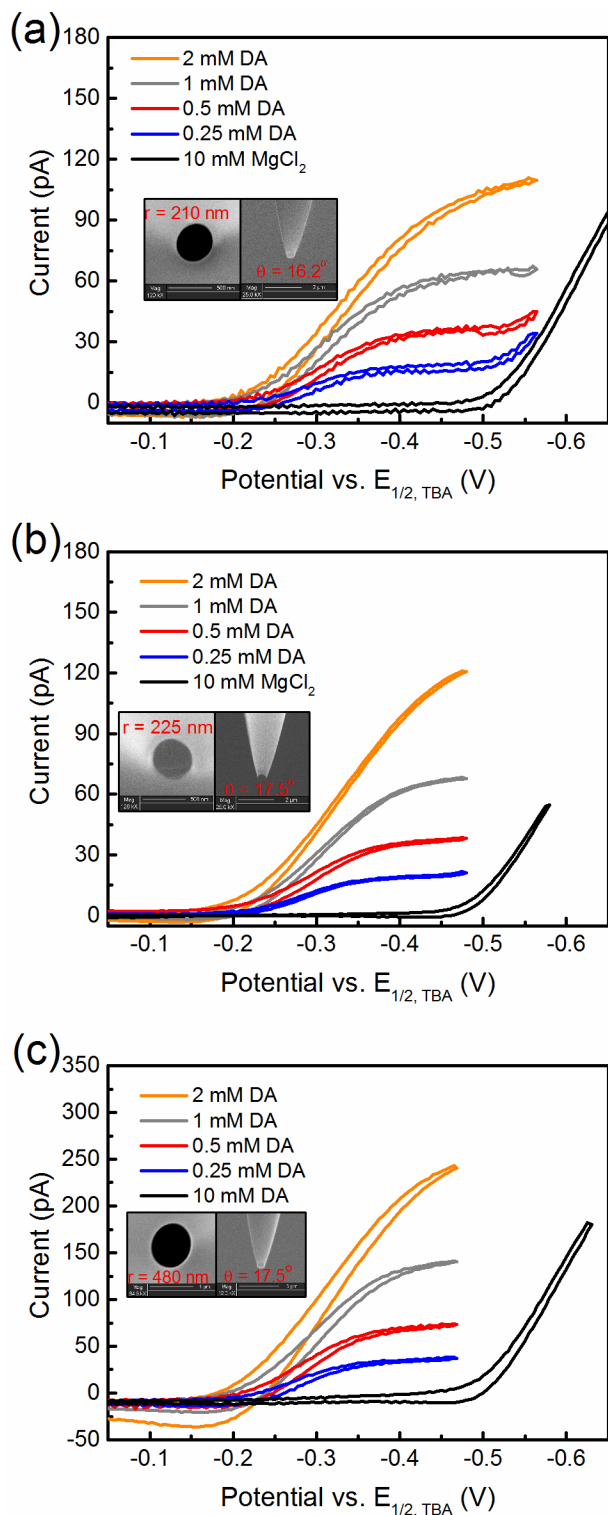 (a)
180
150
120
90
60
30
0
Current (pA)
2 mM DA
1 mM DA
0.5 mM DA
0.25 mM DA
10 mM MgCl2
r = 210 nm
θ = 16.2°
-0.1 -0.2 -0.3 -0.4 -0.5 -0.6
Potential vs. E1/2, TBA (V)
(b)
180
150
120
90
60
30
0
Current (pA)
2 mM DA
1 mM DA
0.5 mM DA
0.25 mM DA
10 mM MgCl2
r = 225 nm
θ = 17.5°
-0.1 -0.2 -0.3 -0.4 -0.5 -0.6
Potential vs. E1/2, TBA (V)
(c)
350
300
250
200
150
100
50
0
-50
Current (pA)
2 mM DA
1 mM DA
0.5 mM DA
0.25 mM DA
10 mM DA
r = 480 nm
θ = 17.5°
-0.1 -0.2 -0.3 -0.4 -0.5 -0.6
Potential vs. E1/2, TBA (V)